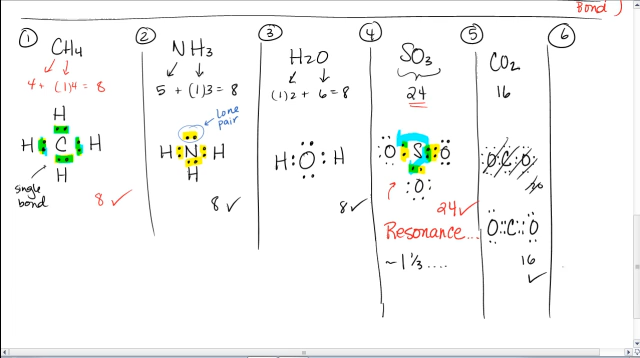 Bond )
① CH4
4 + (1)4 = 8
H
H : C : H
H
single bond
8 ✓
② NH3
5 + (1)3 = 8
lone pair
H : N : H
H
8 ✓
③ H2O
(1)2 + 6 = 8
H : O : H
8 ✓
④ SO3
24
O S O
O
24 ✓
Resonance...
~ 1 1/3 ....
⑤ CO2
16
O C O
20
O :: C :: O
16
✓
⑥